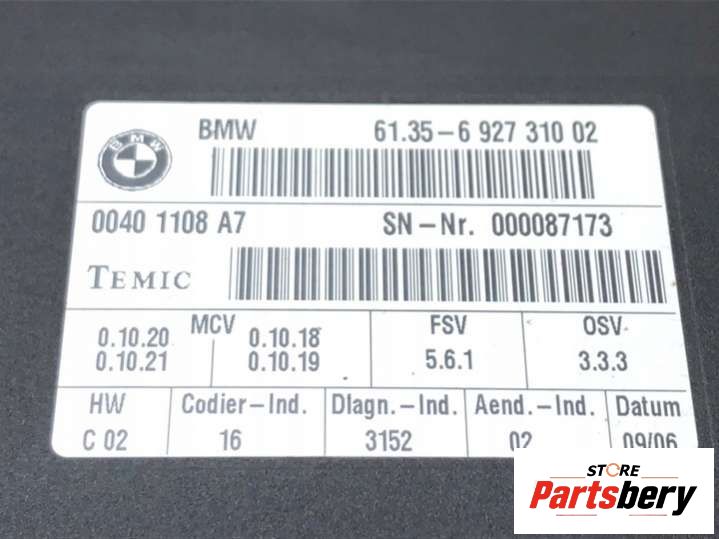 BMW
BMW 61.35-6 927 310 02
0040 1108 A7 SN-Nr. 000087173
TEMIC
MCV FSV OSV
0.10.20 0.10.18
0.10.21 0.10.19 5.6.1 3.3.3
HW Codier-Ind. Diagn.-Ind. Aend.-Ind. Datum
C 02 16 3152 02 09/06
STORE
Partsbery